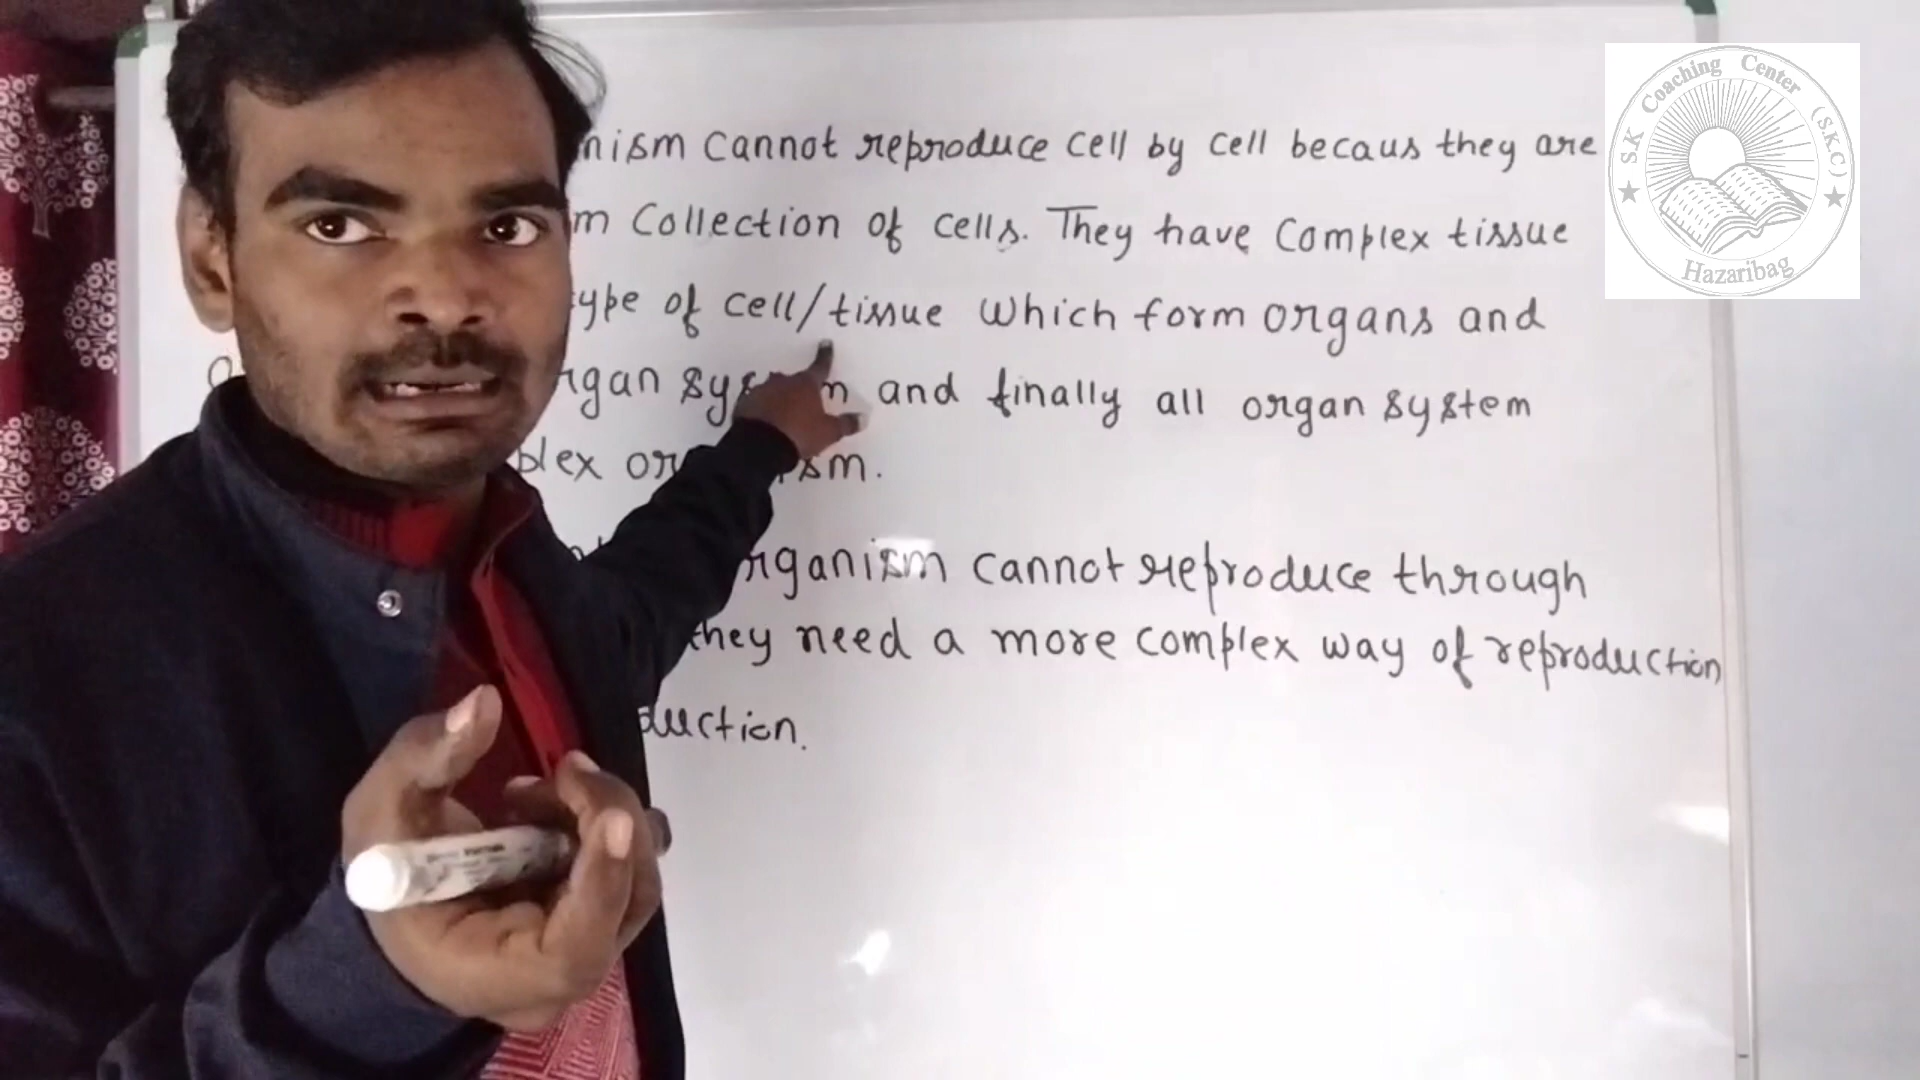 nism cannot reproduce cell by cell becaus they are
m collection of cells. They have complex tissue
ype of cell/tissue which form organs and
rgan sys m and finally all organ system
plex or ism.
rganism cannot reproduce through
they need a more complex way of reproduction
duction.
S.K Coaching Center (S.K.C)
Hazaribag